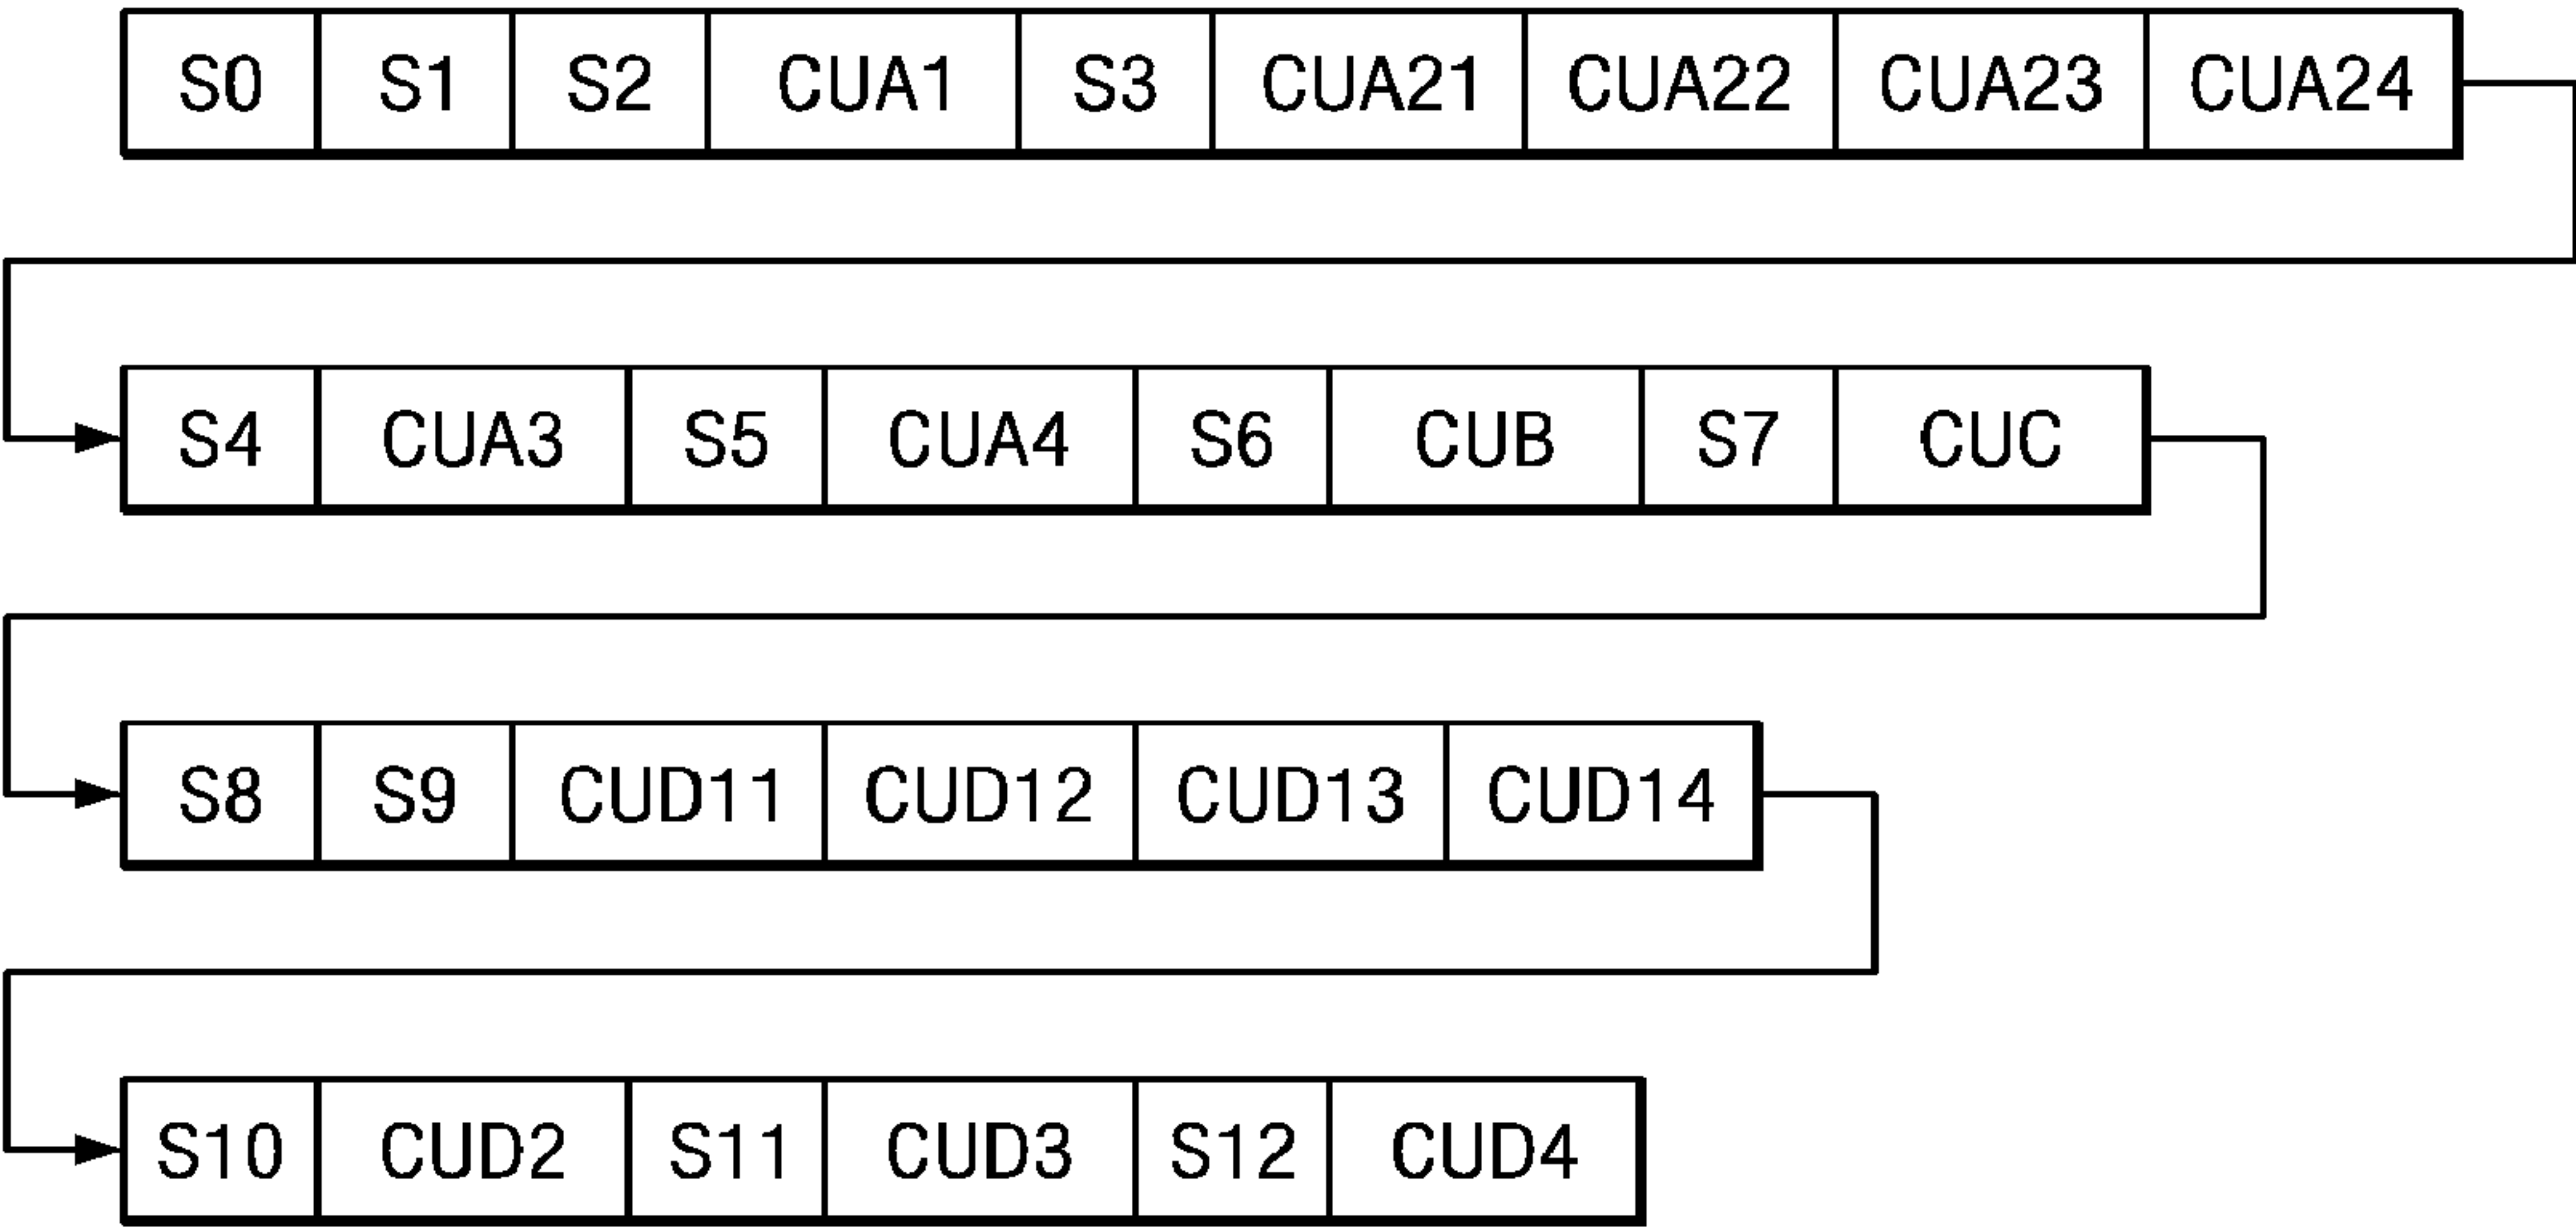 S0 S1 S2 CUA1 S3 CUA21 CUA22 CUA23 CUA24
S4 CUA3 S5 CUA4 S6 CUB S7 CUC
S8 S9 CUD11 CUD12 CUD13 CUD14
S10 CUD2 S11 CUD3 S12 CUD4